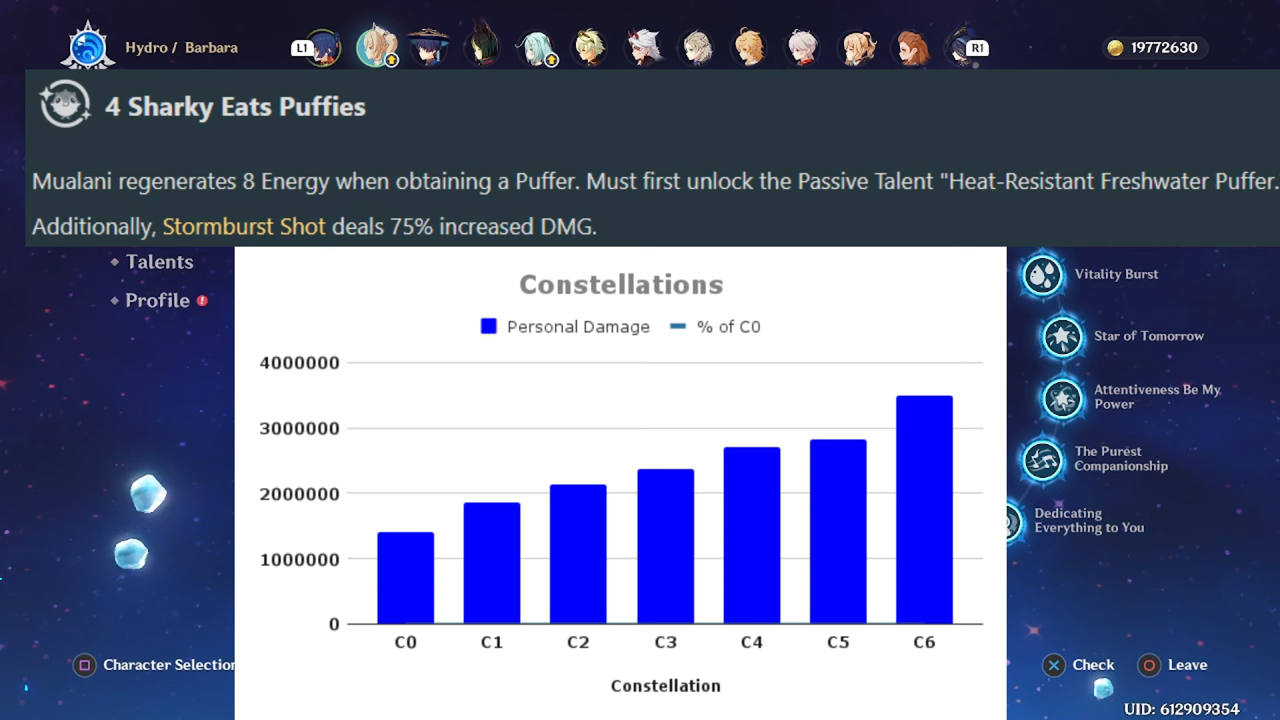 Hydro / Barbara
L1
R1
19772630
4 Sharky Eats Puffies
Mualani regenerates 8 Energy when obtaining a Puffer. Must first unlock the Passive Talent "Heat-Resistant Freshwater Puffer.
Additionally, Stormburst Shot deals 75% increased DMG.
Talents
Profile
Constellations
Personal Damage
% of C0
4000000
3000000
2000000
1000000
0
C0 C1 C2 C3 C4 C5 C6
Constellation
Vitality Burst
Star of Tomorrow
Attentiveness Be My
Power
The Purest
Companionship
Dedicating
Everything to You
Character Selection
Check
Leave
UID: 612909354